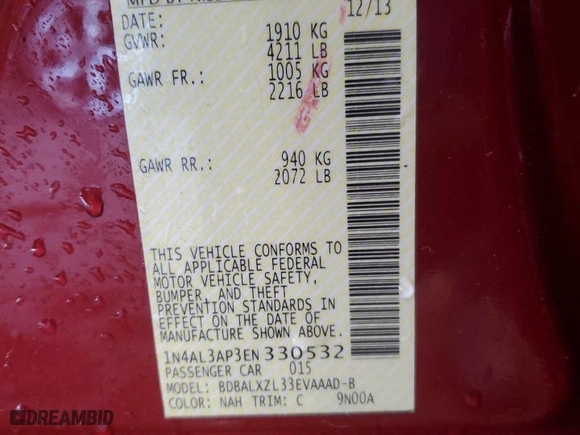 MFD BY
12/13
DATE:
GVWR: 1910 KG
4211 LB
GAWR FR.: 1005 KG
2216 LB
GAWR RR.: 940 KG
2072 LB
THIS VEHICLE CONFORMS TO
ALL APPLICABLE FEDERAL
MOTOR VEHICLE SAFETY,
BUMPER, AND THEFT
PREVENTION STANDARDS IN
EFFECT ON THE DATE OF
MANUFACTURE SHOWN ABOVE.
1N4AL3AP3EN330532
PASSENGER CAR 015
MODEL: BDBALXZL33EVAAAD-B
COLOR: NAH TRIM: C 9N00A
DREAMBID